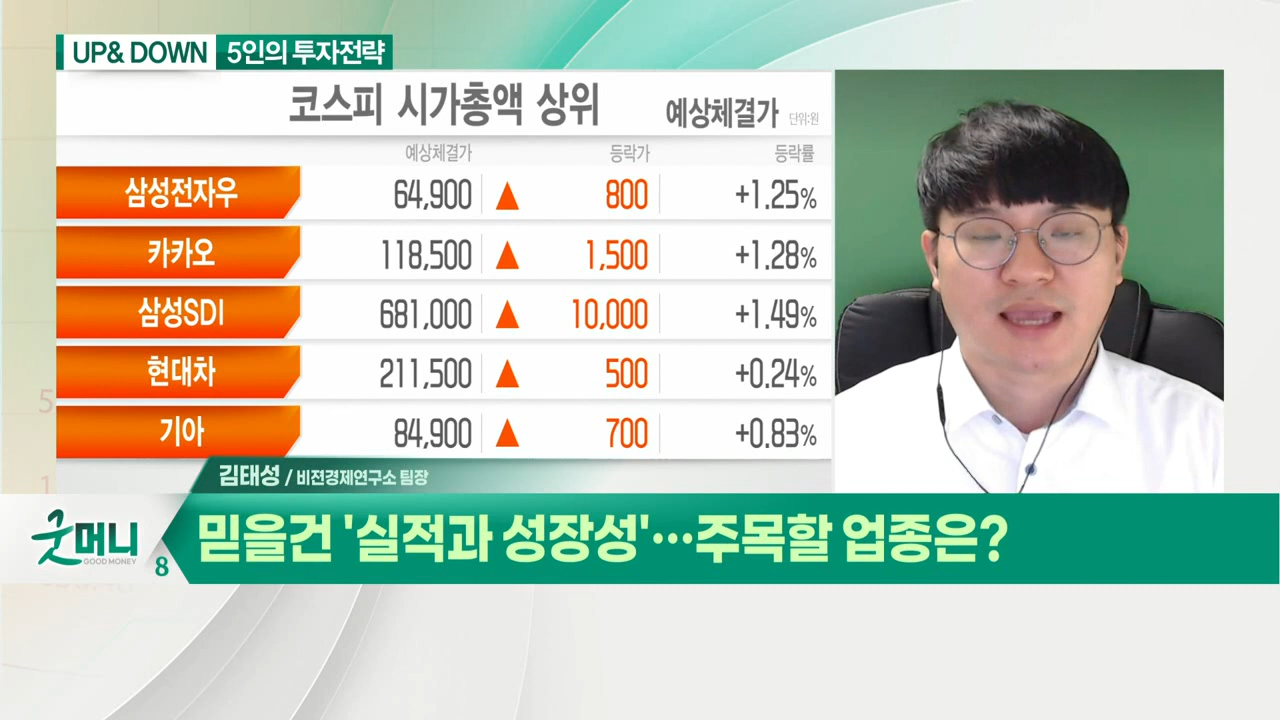 UP& DOWN 5인의 투자전략
코스피 시가총액 상위 예상체결가 단위:원
예상체결가 등락가 등락률
삼성전자우 64,900 ▲ 800 +1.25%
카카오 118,500 ▲ 1,500 +1.28%
삼성SDI 681,000 ▲ 10,000 +1.49%
현대차 211,500 ▲ 500 +0.24%
기아 84,900 ▲ 700 +0.83%
김태성 / 비젼경제연구소 팀장
굿머니
GOOD MONEY
8
믿을건 '실적과 성장성'…주목할 업종은?